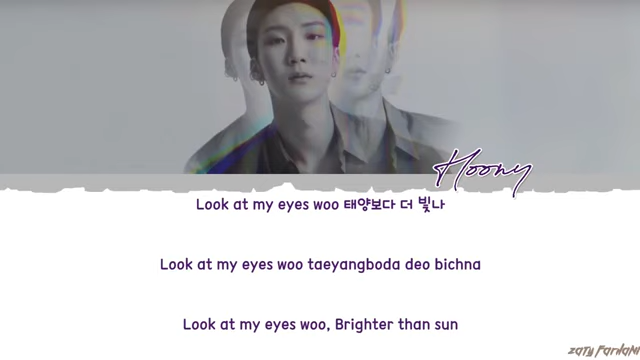 Hoony
Look at my eyes woo 태양보다 더 빛나
Look at my eyes woo taeyangboda deo bichna
Look at my eyes woo, Brighter than sun
ZATY FARHANI